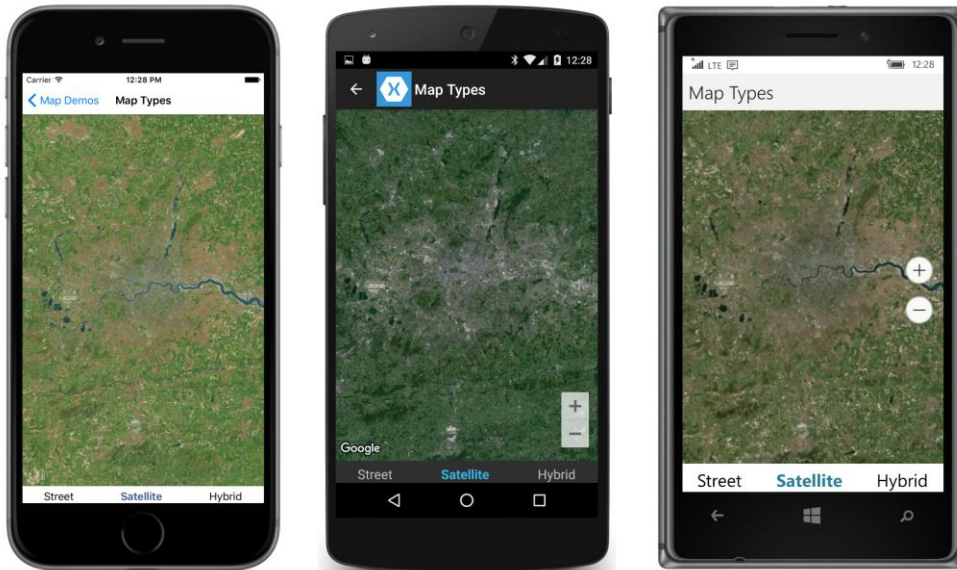 Carrier 12:28 PM
Map Demos Map Types
Street Satellite Hybrid
12:28
Map Types
Google
Street Satellite Hybrid
LTE 12:28
Map Types
Street Satellite Hybrid